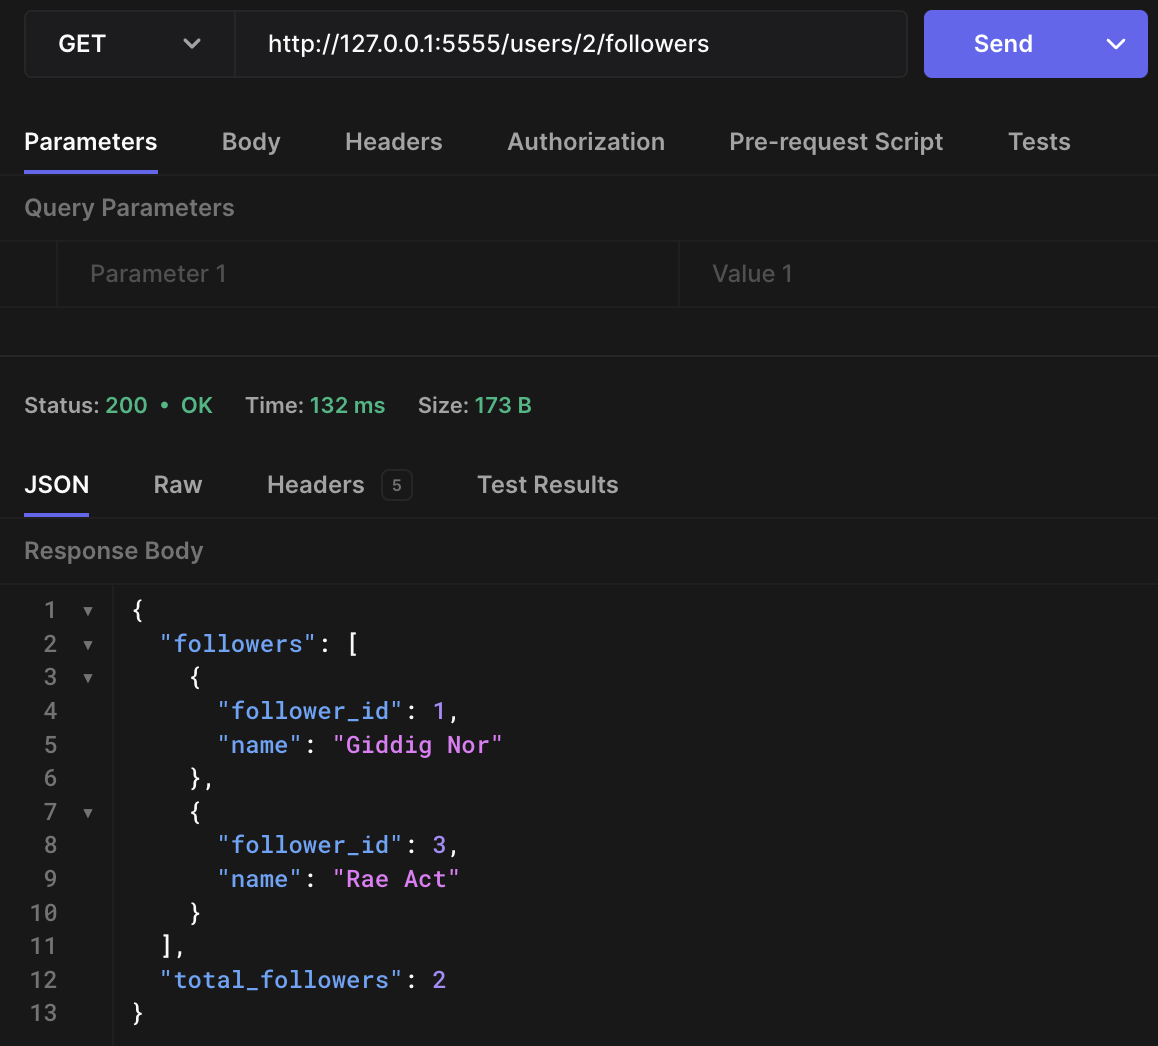 GET http://127.0.0.1:5555/users/2/followers Send
Parameters Body Headers Authorization Pre-request Script Tests
Query Parameters
Parameter 1 Value 1
Status: 200 • OK Time: 132 ms Size: 173 B
JSON Raw Headers 5 Test Results
Response Body
1 {
2 "followers": [
3 {
4 "follower_id": 1,
5 "name": "Giddig Nor"
6 },
7 {
8 "follower_id": 3,
9 "name": "Rae Act"
10 }
11 ],
12 "total_followers": 2
13 }